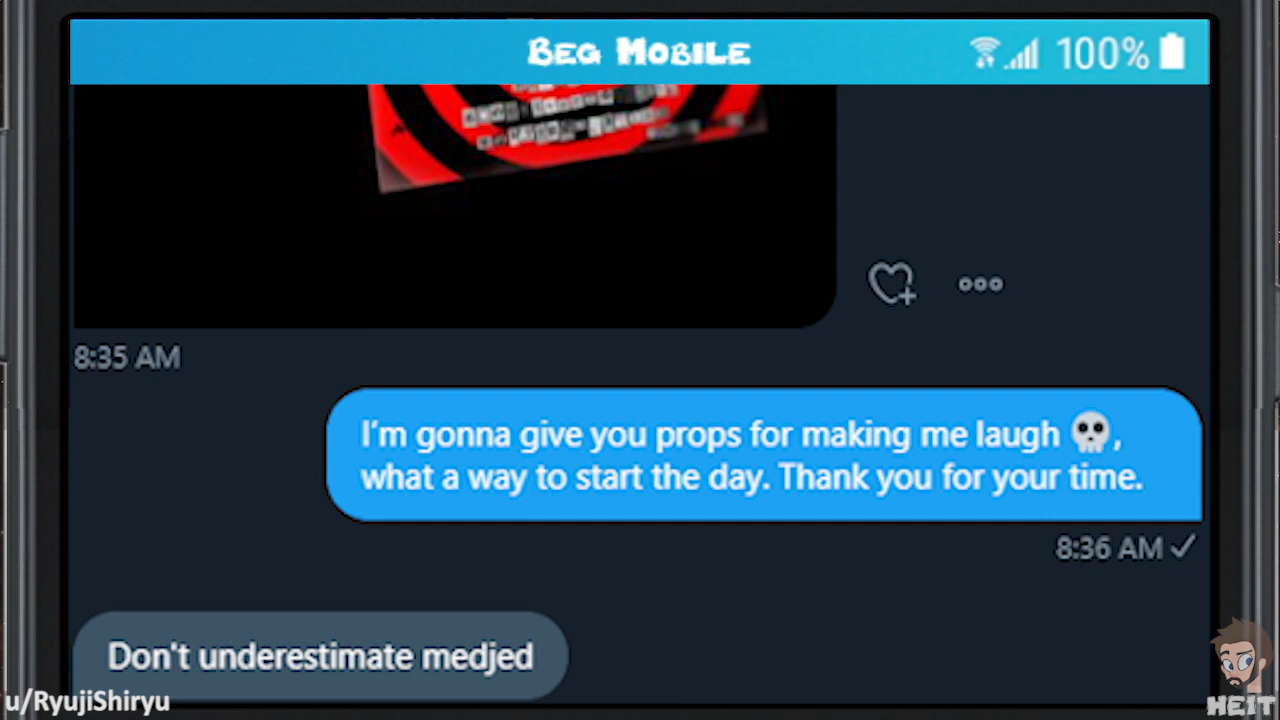 Beg Mobile
100%
8:35 AM
I'm gonna give you props for making me laugh 💀,
what a way to start the day. Thank you for your time.
8:36 AM
Don't underestimate medjed
u/RyujiShiryu
HEIT